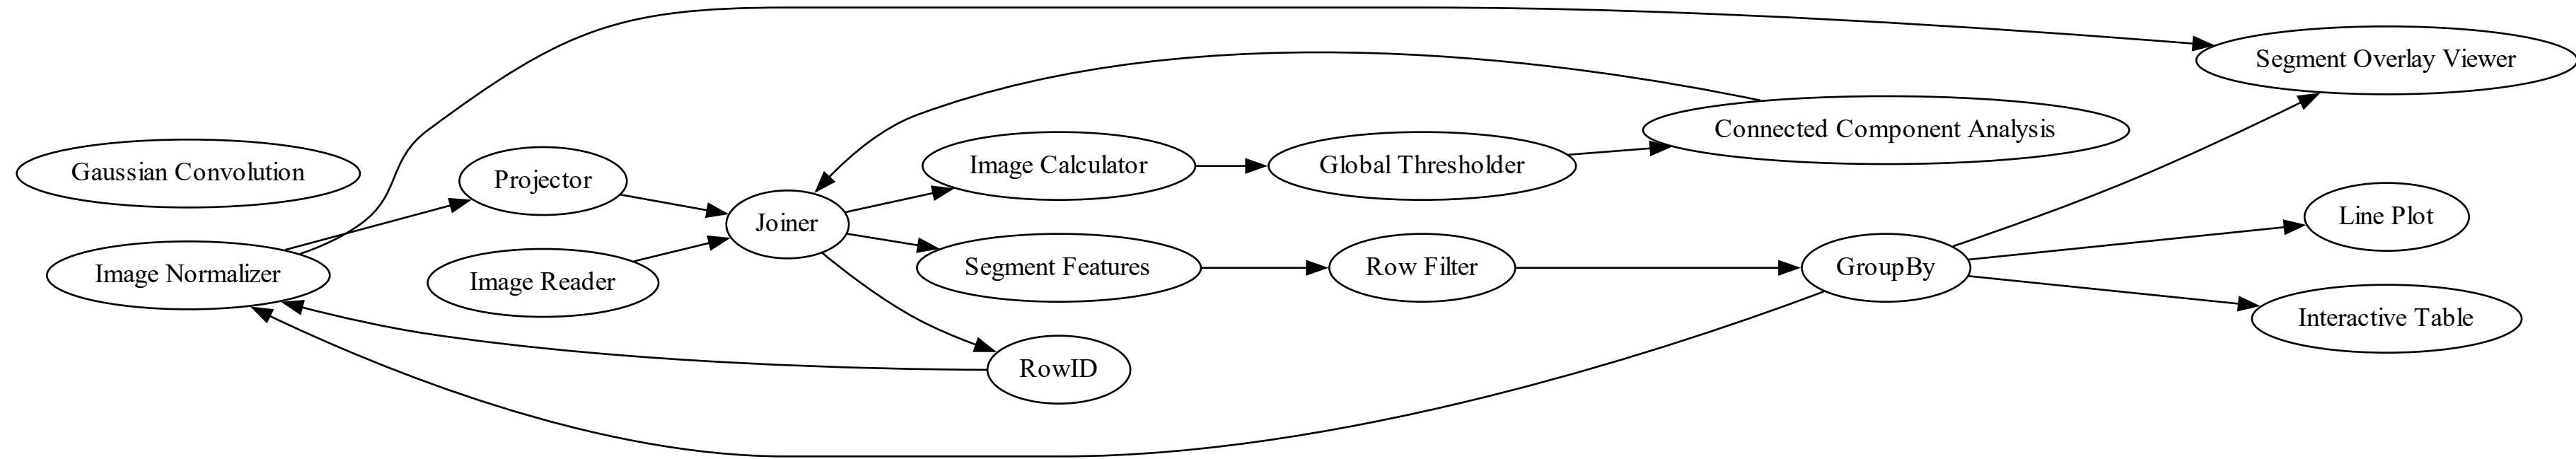 Gaussian Convolution
Image Normalizer
Projector
Image Reader
Joiner
Image Calculator
Segment Features
RowID
Global Thresholder
Row Filter
Connected Component Analysis
GroupBy
Segment Overlay Viewer
Line Plot
Interactive Table